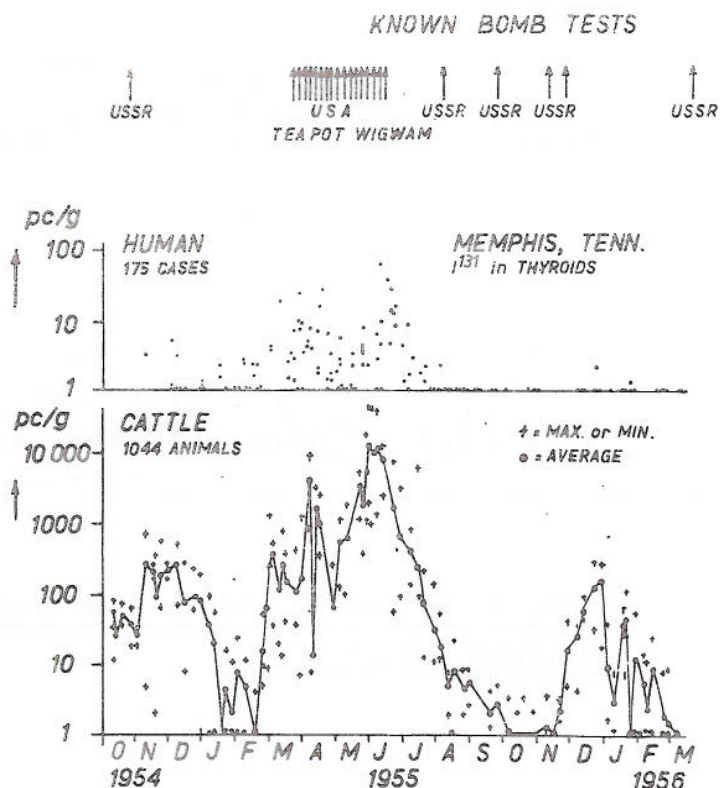 KNOWN BOMB TESTS
USSR USA USSR USSR USSR USSR
TEAPOT WIGWAM
pc/g
100
10
1
HUMAN
175 CASES
MEMPHIS, TENN.
I131 in THYROIDS
pc/g
10 000
1000
100
10
1
CATTLE
1044 ANIMALS
= MAX. or MIN.
= AVERAGE
O N D J F M A M J J A S O N D J F M
1954 1955 1956